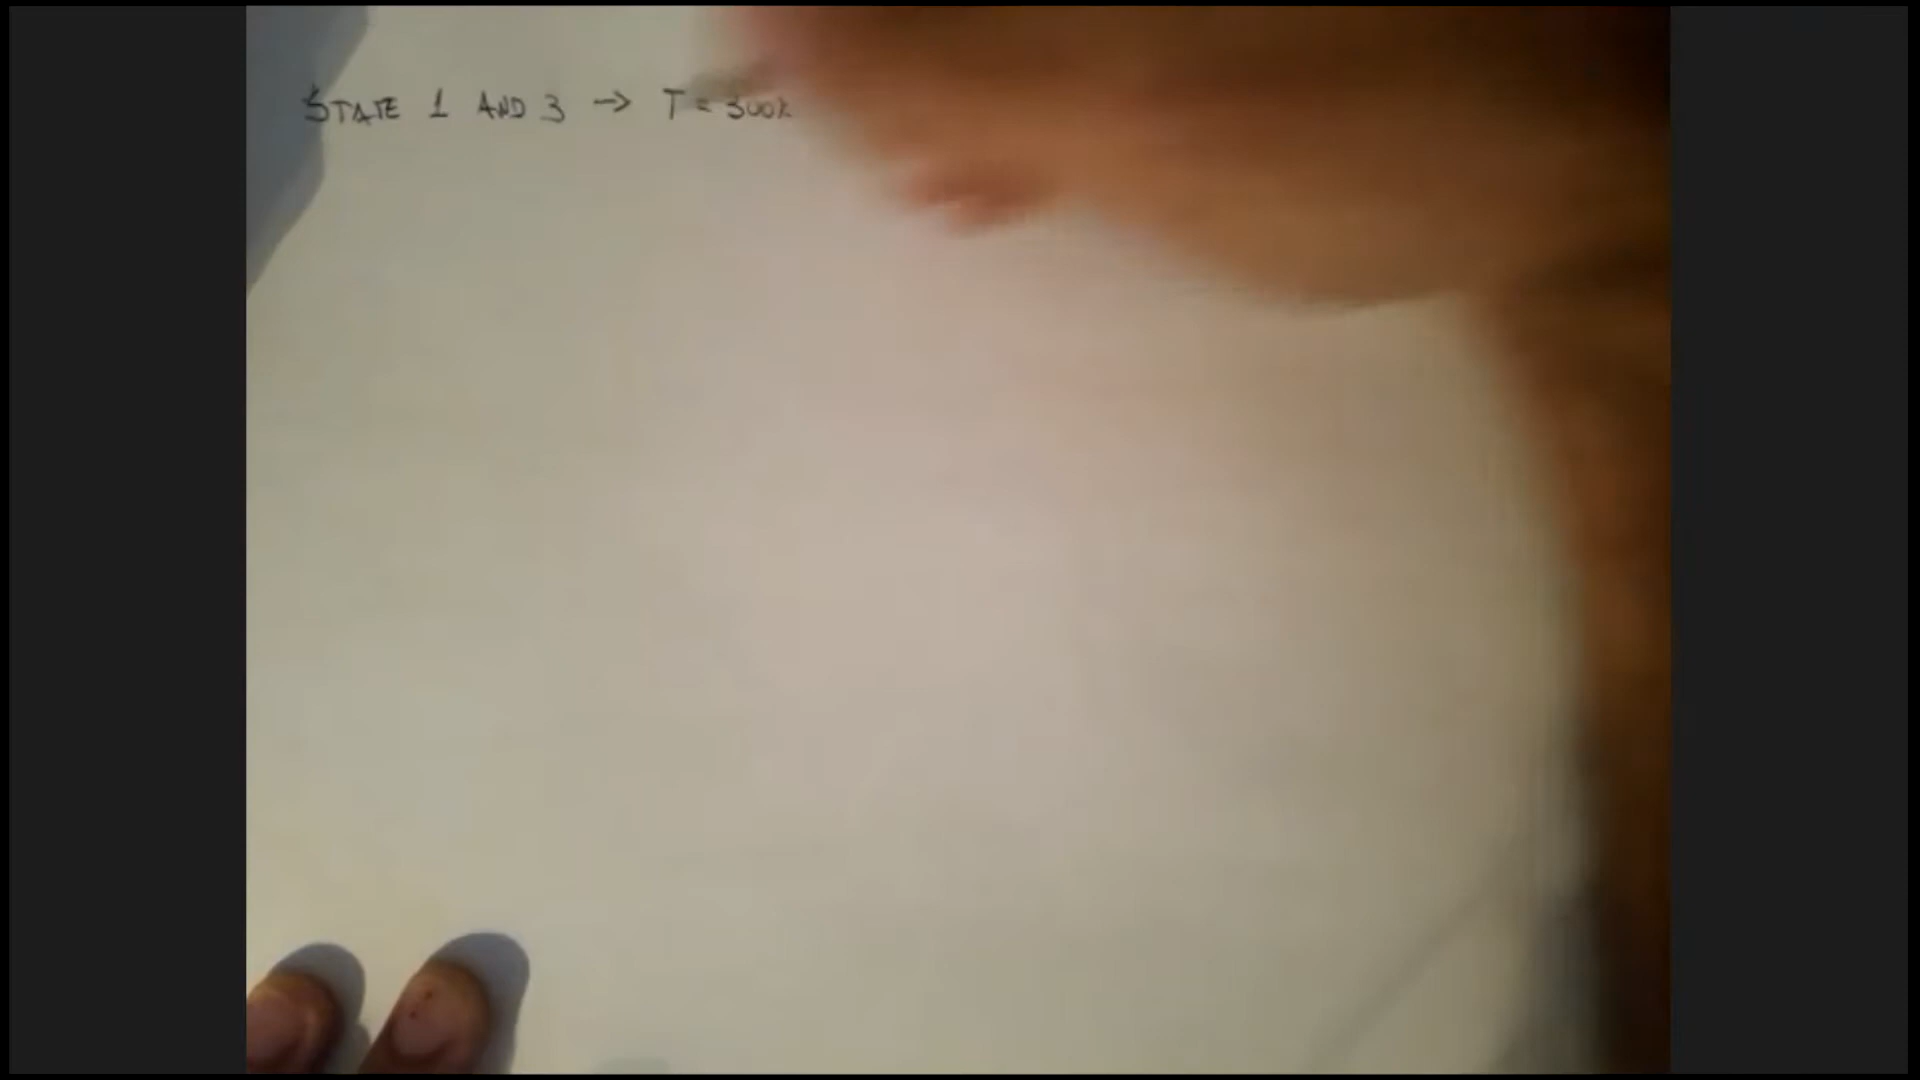 STATE 1 AND 3 → T = 300K